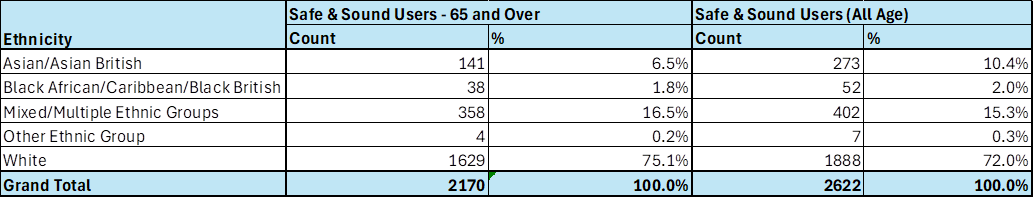 Safe & Sound Users - 65 and Over Safe & Sound Users (All Age)
Ethnicity Count % Count %
Asian/Asian British 141 6.5% 273 10.4%
Black African/Caribbean/Black British 38 1.8% 52 2.0%
Mixed/Multiple Ethnic Groups 358 16.5% 402 15.3%
Other Ethnic Group 4 0.2% 7 0.3%
White 1629 75.1% 1888 72.0%
Grand Total 2170 100.0% 2622 100.0%